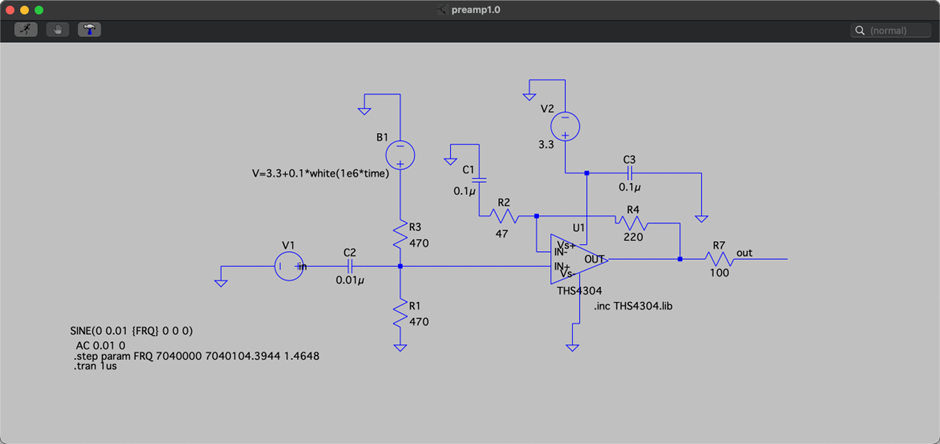 preamp1.0
(normal)
V2
3.3
B1
V=3.3+0.1*white(1e6*time)
C1
0.1µ
C3
0.1µ
R3
470
R2
47
R4
220
U1
Vs+
IN-
IN+
OUT
Vs-
THS4304
.inc THS4304.lib
R7
100
out
V1
in
C2
0.01µ
R1
470
SINE(0 0.01 {FRQ} 0 0 0)
AC 0.01 0
.step param FRQ 7040000 7040104.3944 1.4648
.tran 1us